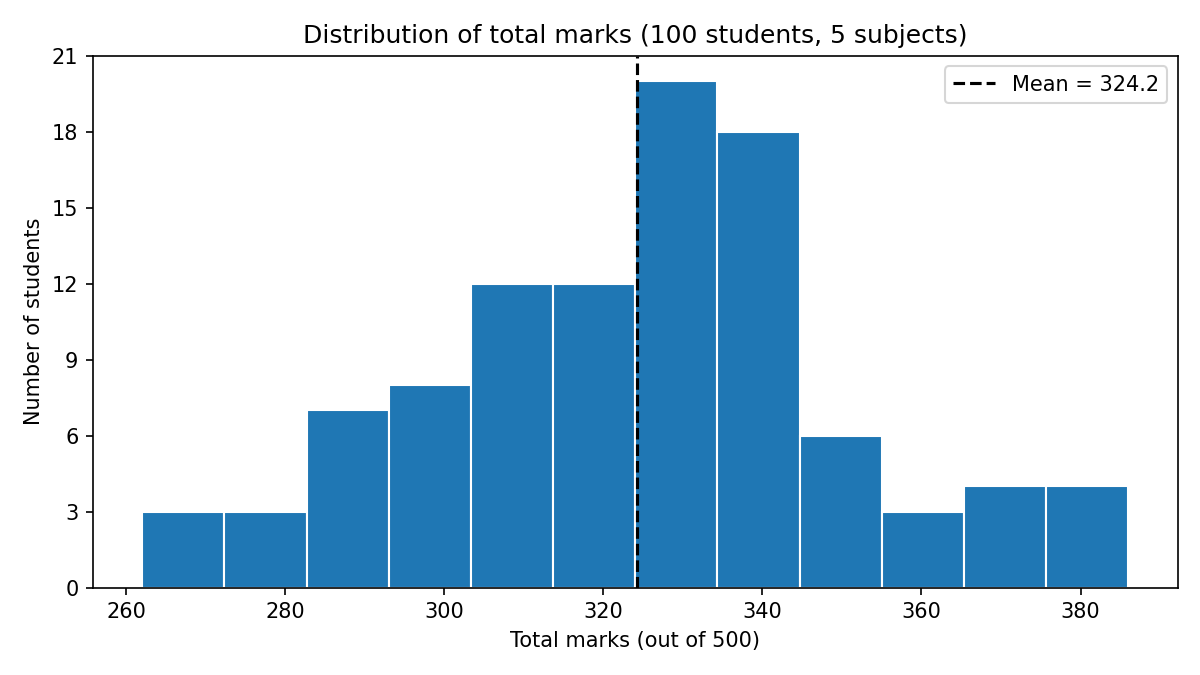 Distribution of total marks (100 students, 5 subjects)
Mean = 324.2
Number of students
21
18
15
12
9
6
3
0
260 280 300 320 340 360 380
Total marks (out of 500)